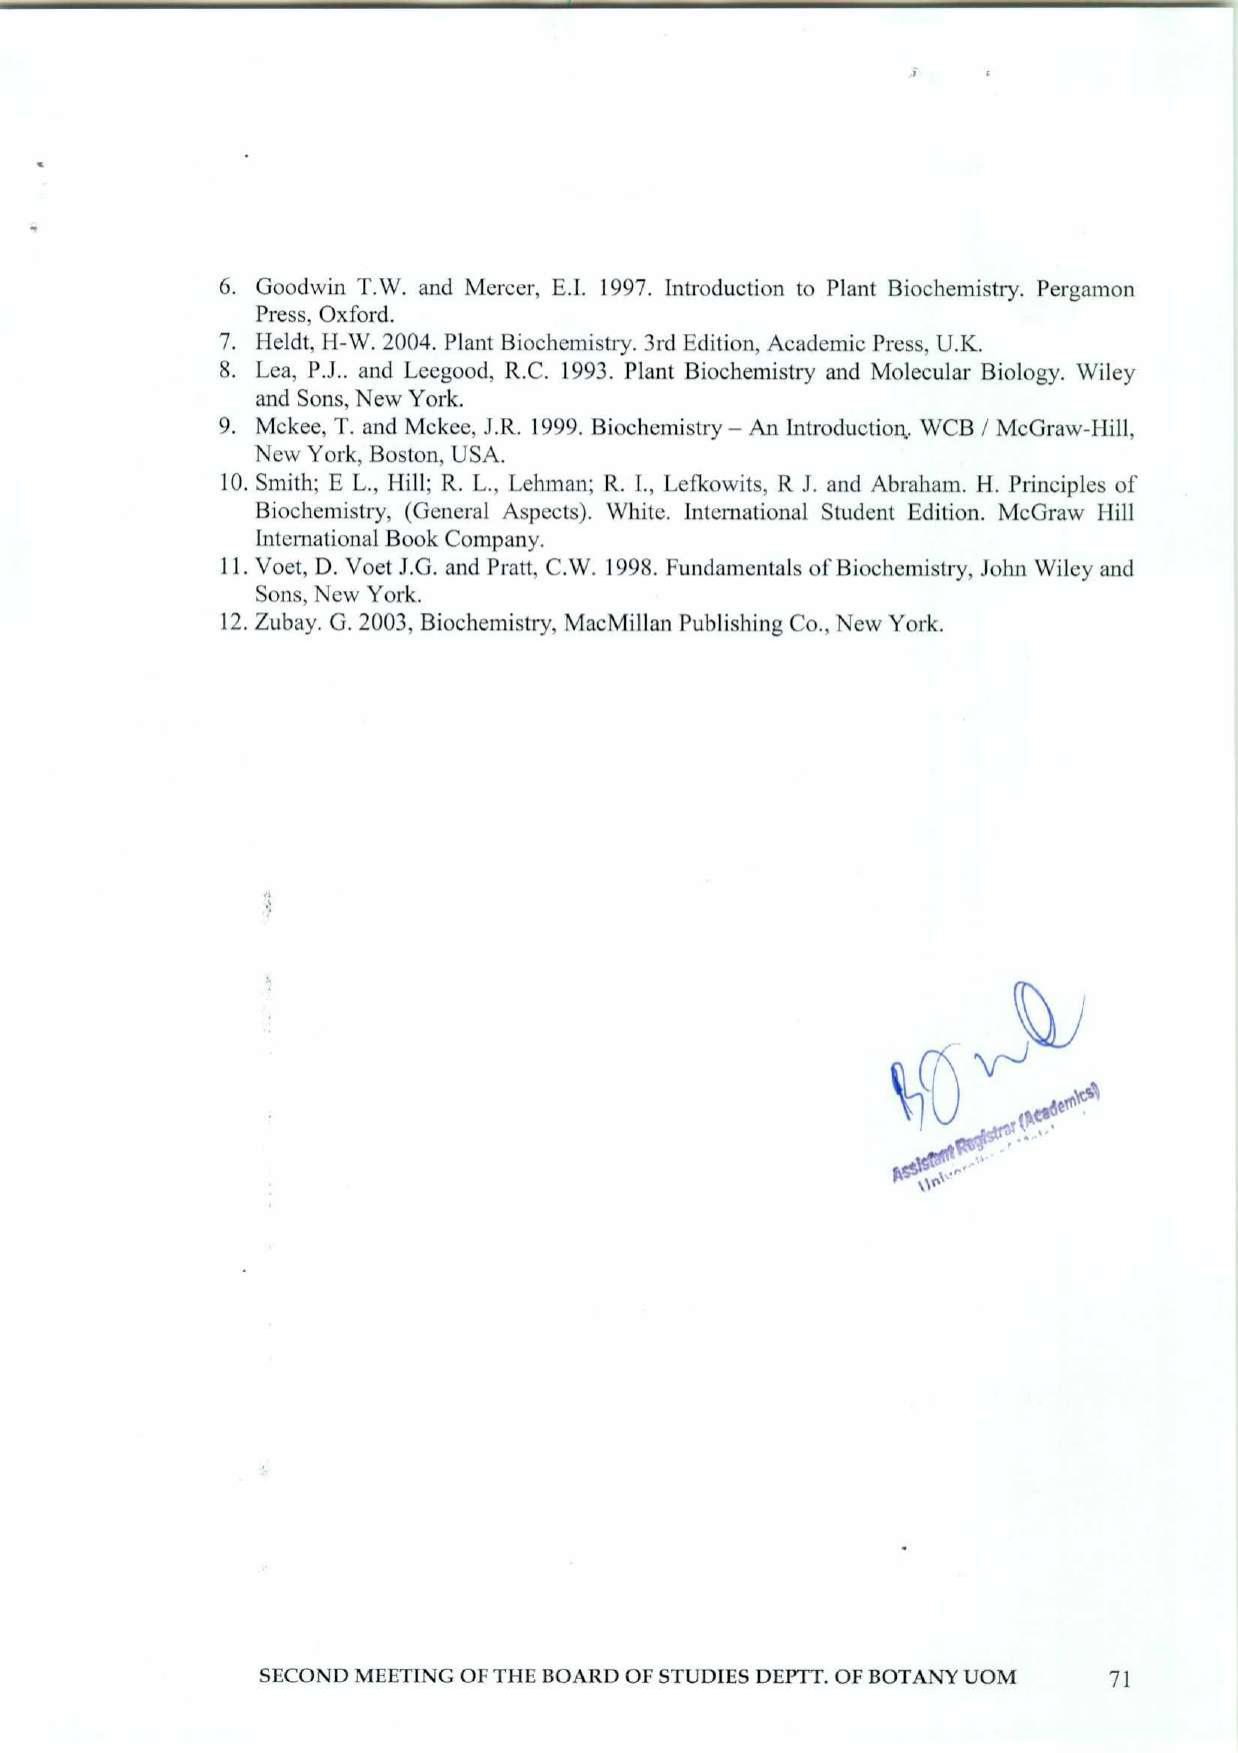 6. Goodwin T.W. and Mercer, E.I. 1997. Introduction to Plant Biochemistry. Pergamon
Press, Oxford.
7. Heldt, H-W. 2004. Plant Biochemistry. 3rd Edition, Academic Press, U.K.
8. Lea, P.J.. and Leegood, R.C. 1993. Plant Biochemistry and Molecular Biology. Wiley
and Sons, New York.
9. Mckee, T. and Mckee, J.R. 1999. Biochemistry – An Introduction,. WCB / McGraw-Hill,
New York, Boston, USA.
10. Smith; E L., Hill; R. L., Lehman; R. I., Lefkowits, R J. and Abraham. H. Principles of
Biochemistry, (General Aspects). White. International Student Edition. McGraw Hill
International Book Company.
11. Voet, D. Voet J.G. and Pratt, C.W. 1998. Fundamentals of Biochemistry, John Wiley and
Sons, New York.
12. Zubay. G. 2003, Biochemistry, MacMillan Publishing Co., New York.
Assistant Registrar (Academics)
SECOND MEETING OF THE BOARD OF STUDIES DEPTT. OF BOTANY UOM 71